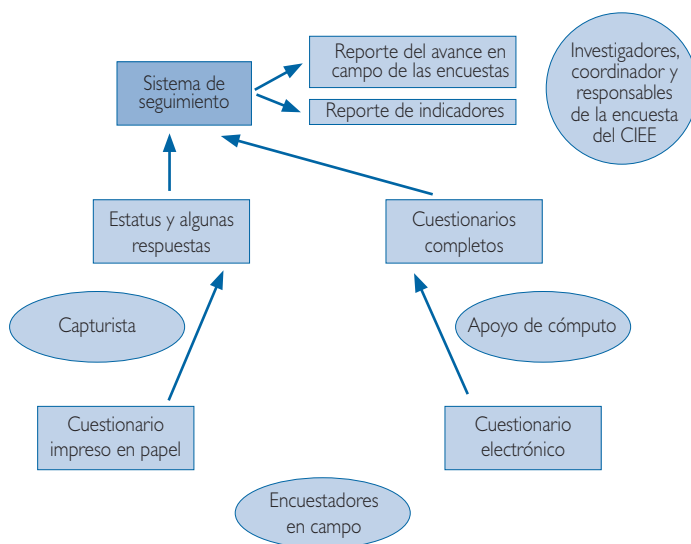 Reporte del avance en
campo de las encuestas
Sistema de
seguimiento
Reporte de indicadores
Investigadores,
coordinador y
responsables
de la encuesta
del CIEE
Estatus y algunas
respuestas
Cuestionarios
completos
Capturista
Apoyo de cómputo
Cuestionario
impreso en papel
Cuestionario
electrónico
Encuestadores
en campo